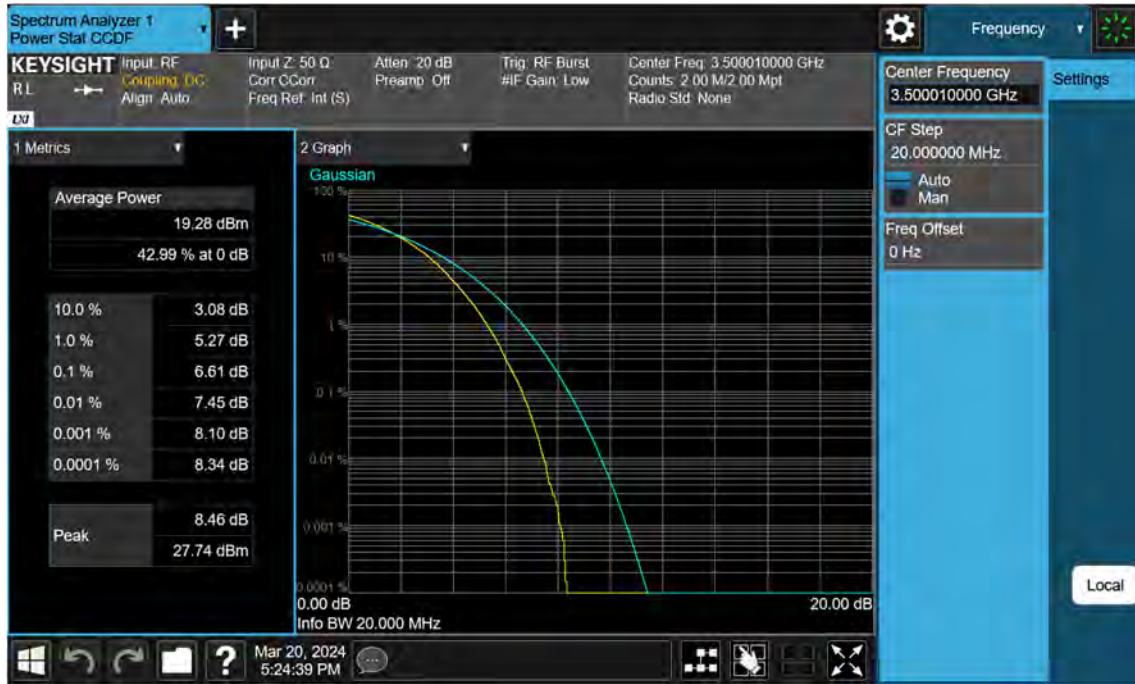 Spectrum Analyzer 1
Power Stat CCDF
Frequency
KEYSIGHT
RL
LXI
Input: RF
Coupling: DC
Align: Auto
Input Z: 50 Ω
Corr CCorr
Freq Ref: Int (S)
Atten: 20 dB
Preamp: Off
Trig: RF Burst
#IF Gain: Low
Center Freq: 3.500010000 GHz
Counts: 2.00 M/2.00 Mpt
Radio Std: None
Center Frequency
3.500010000 GHz
Settings
CF Step
20.000000 MHz
Auto
Man
Freq Offset
0 Hz
Local
1 Metrics
Average Power
19.28 dBm
42.99 % at 0 dB
10.0 % 3.08 dB
1.0 % 5.27 dB
0.1 % 6.61 dB
0.01 % 7.45 dB
0.001 % 8.10 dB
0.0001 % 8.34 dB
Peak
8.46 dB
27.74 dBm
2 Graph
Gaussian
100 %
10 %
1 %
0.1 %
0.01 %
0.001 %
0.0001 %
0.00 dB 20.00 dB
Info BW 20.000 MHz
?
Mar 20, 2024
5:24:39 PM